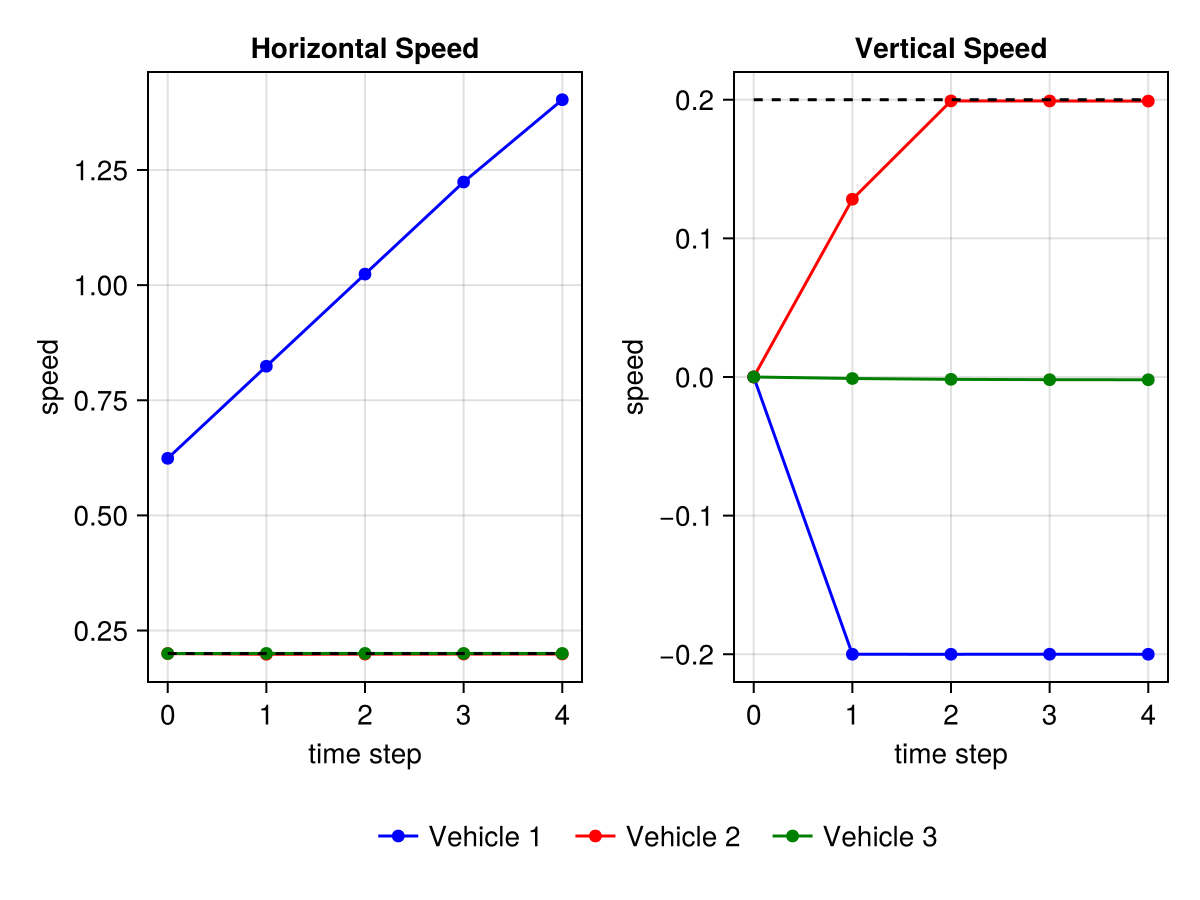 Horizontal Speed
speed
1.25
1.00
0.75
0.50
0.25
0 1 2 3 4
time step
Vertical Speed
speed
0.2
0.1
0.0
−0.1
−0.2
0 1 2 3 4
time step
Vehicle 1 Vehicle 2 Vehicle 3